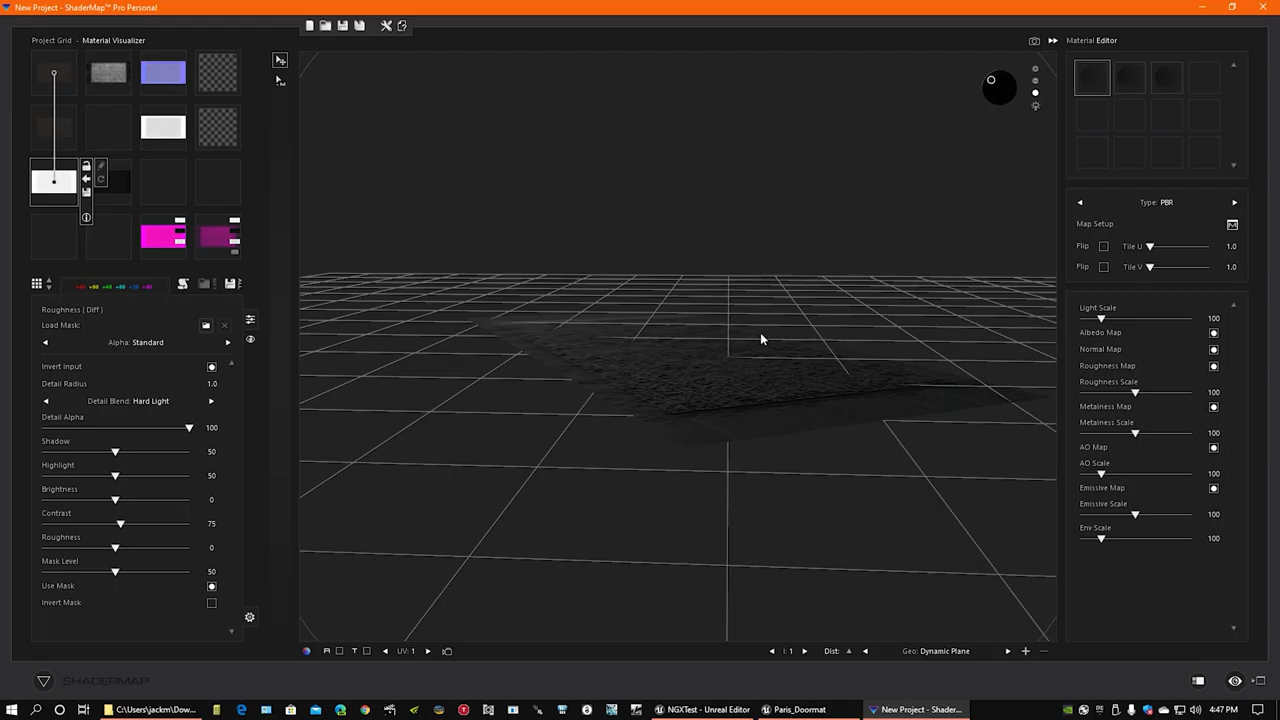 New Project - ShaderMap™ Pro Personal
Project Grid - Material Visualizer
Material Editor
Type: PBR
Map Setup
Flip Tile U 1.0
Flip Tile V 1.0
Roughness ( Diff )
Load Mask:
Alpha: Standard
Invert Input
Detail Radius 1.0
Detail Blend: Hard Light
Detail Alpha
100
Shadow
50
Highlight
50
Brightness
0
Contrast
75
Roughness
0
Mask Level
50
Use Mask
Invert Mask
Light Scale
100
Albedo Map
Normal Map
Roughness Map
Roughness Scale
100
Metalness Map
Metalness Scale
100
AO Map
AO Scale
100
Emissive Map
Emissive Scale
100
Env Scale
100
R T UV: 1 I: 1 Dist: Geo: Dynamic Plane
SHADERMAP
C:\Users\jackm\Dow...
NGXTest - Unreal Editor
Paris_Doormat
New Project - Shader...
4:47 PM